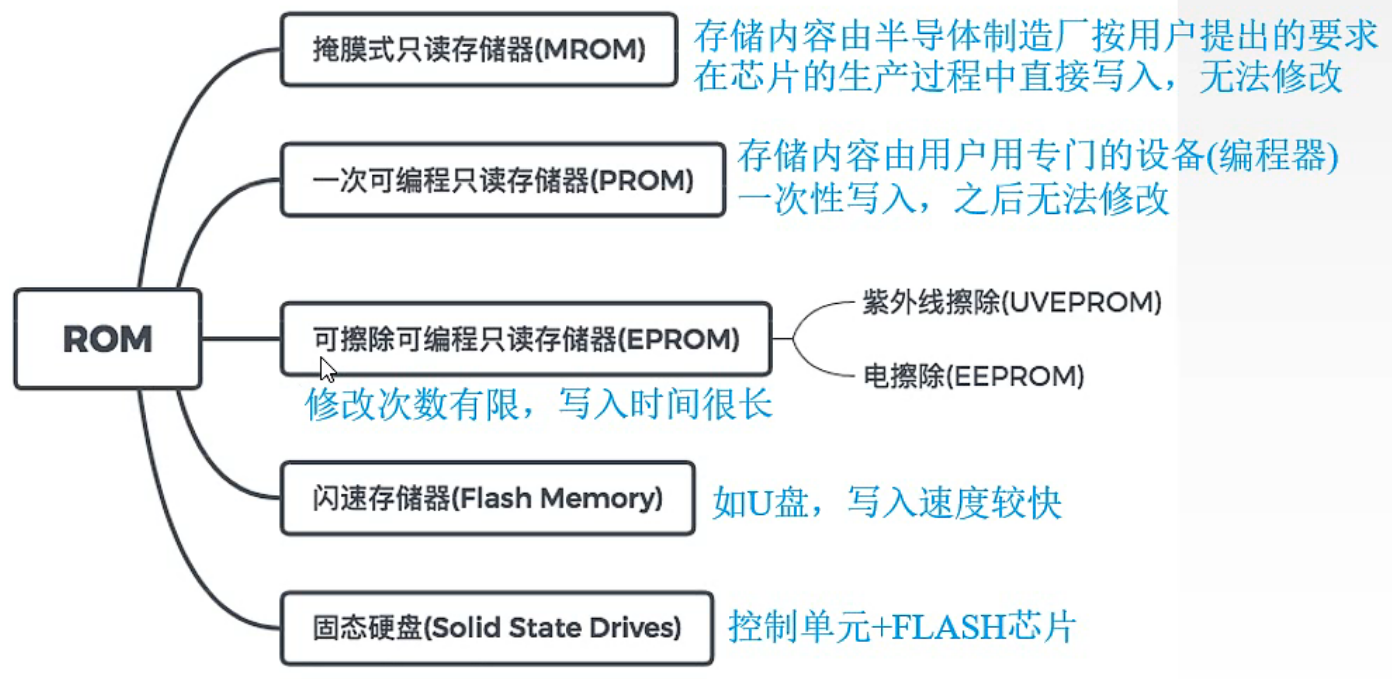 掩膜式只读存储器(MROM)
存储内容由半导体制造厂按用户提出的要求
在芯片的生产过程中直接写入，无法修改
一次可编程只读存储器(PROM)
存储内容由用户用专门的设备(编程器)
一次性写入，之后无法修改
ROM
可擦除可编程只读存储器(EPROM)
紫外线擦除(UVEPROM)
电擦除(EEPROM)
修改次数有限，写入时间很长
闪速存储器(Flash Memory)
如U盘，写入速度较快
固态硬盘(Solid State Drives)
控制单元+FLASH芯片